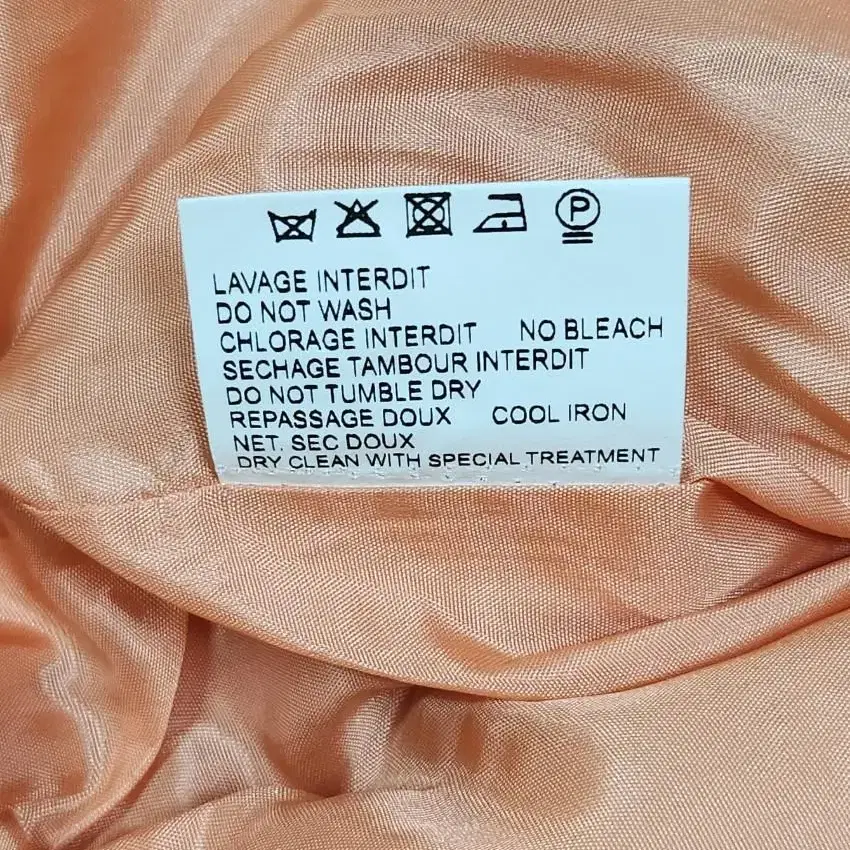 P
LAVAGE INTERDIT
DO NOT WASH
CHLORAGE INTERDIT NO BLEACH
SECHAGE TAMBOUR INTERDIT
DO NOT TUMBLE DRY
REPASSAGE DOUX COOL IRON
NET. SEC DOUX
DRY CLEAN WITH SPECIAL TREATMENT